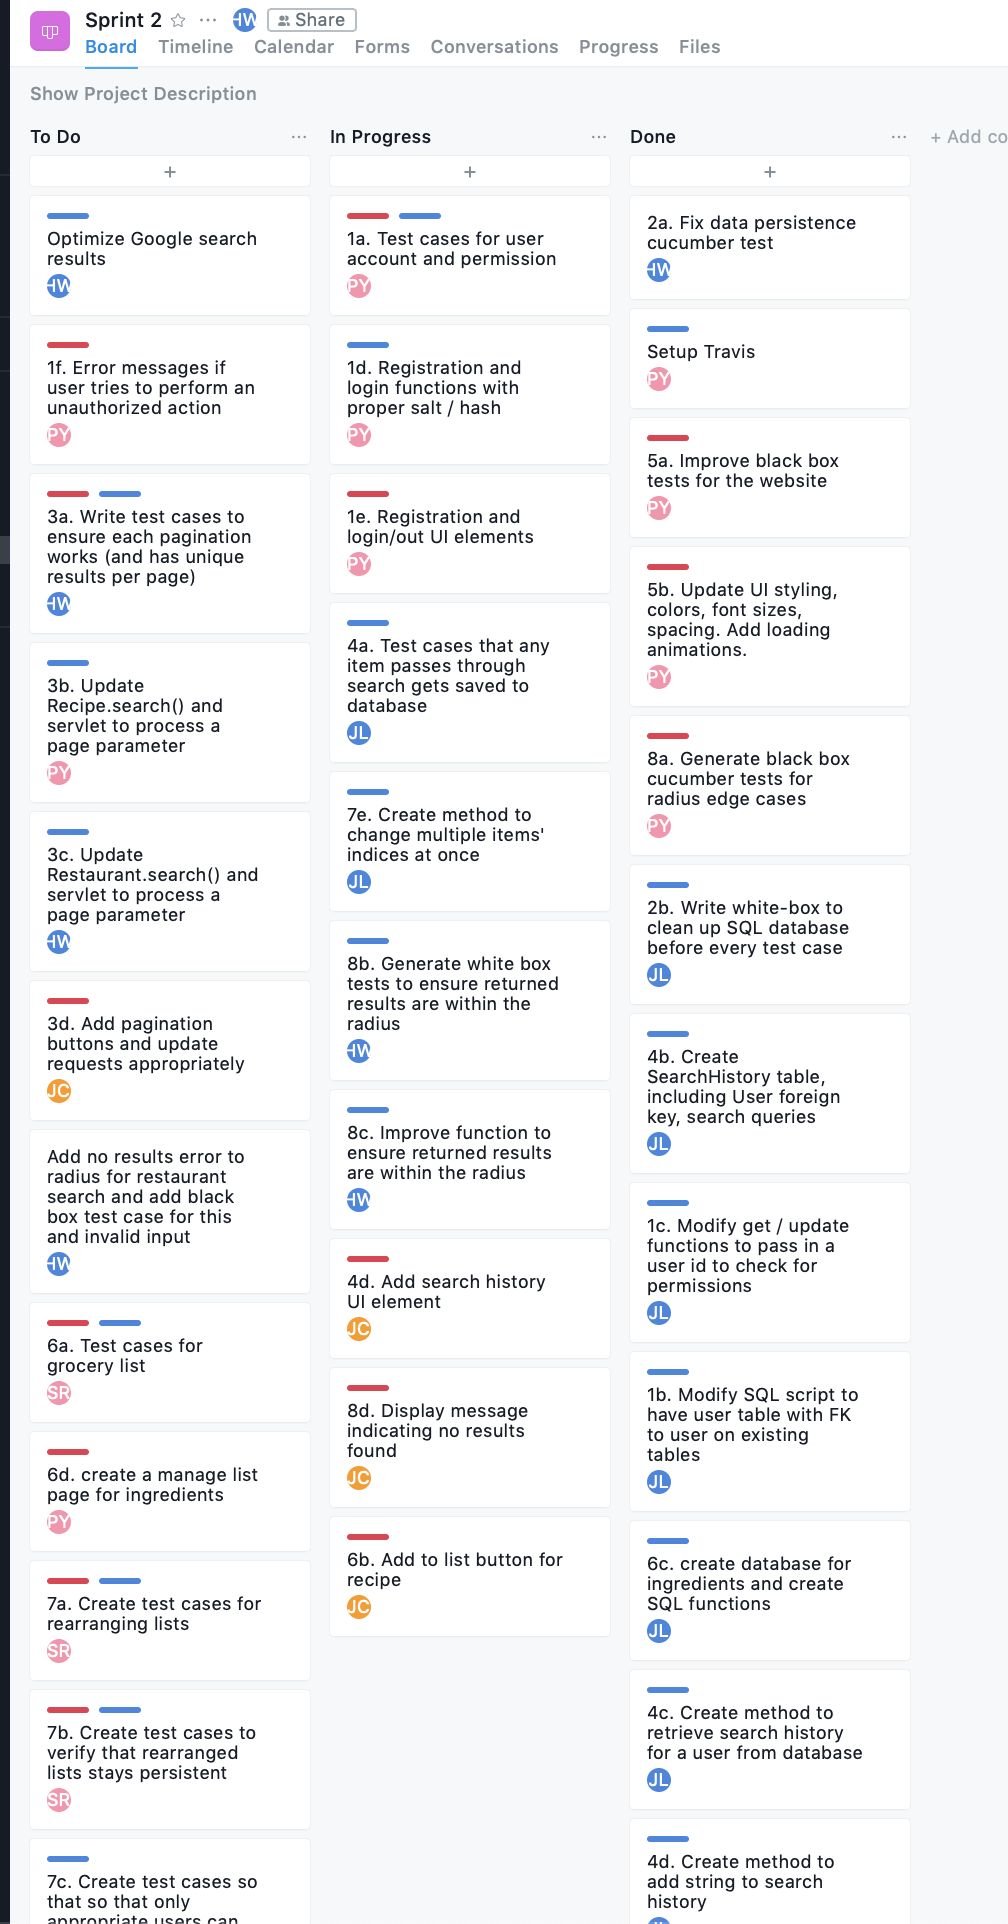 Sprint 2
HW
Share
Board Timeline Calendar Forms Conversations Progress Files
Show Project Description
To Do
+
Optimize Google search
results
HW
1f. Error messages if
user tries to perform an
unauthorized action
PY
3a. Write test cases to
ensure each pagination
works (and has unique
results per page)
HW
3b. Update
Recipe.search() and
servlet to process a
page parameter
PY
3c. Update
Restaurant.search() and
servlet to process a
page parameter
HW
3d. Add pagination
buttons and update
requests appropriately
JC
Add no results error to
radius for restaurant
search and add black
box test case for this
and invalid input
HW
6a. Test cases for
grocery list
SR
6d. create a manage list
page for ingredients
PY
7a. Create test cases for
rearranging lists
SR
7b. Create test cases to
verify that rearranged
lists stays persistent
SR
7c. Create test cases so
that so that only
appropriate users can
In Progress
+
1a. Test cases for user
account and permission
PY
1d. Registration and
login functions with
proper salt / hash
PY
1e. Registration and
login/out UI elements
PY
4a. Test cases that any
item passes through
search gets saved to
database
JL
7e. Create method to
change multiple items'
indices at once
JL
8b. Generate white box
tests to ensure returned
results are within the
radius
HW
8c. Improve function to
ensure returned results
are within the radius
HW
4d. Add search history
UI element
JC
8d. Display message
indicating no results
found
JC
6b. Add to list button for
recipe
JC
Done
+
2a. Fix data persistence
cucumber test
HW
Setup Travis
PY
5a. Improve black box
tests for the website
PY
5b. Update UI styling,
colors, font sizes,
spacing. Add loading
animations.
PY
8a. Generate black box
cucumber tests for
radius edge cases
PY
2b. Write white-box to
clean up SQL database
before every test case
JL
4b. Create
SearchHistory table,
including User foreign
key, search queries
JL
1c. Modify get / update
functions to pass in a
user id to check for
permissions
JL
1b. Modify SQL script to
have user table with FK
to user on existing
tables
JL
6c. create database for
ingredients and create
SQL functions
JL
4c. Create method to
retrieve search history
for a user from database
JL
4d. Create method to
add string to search
history
+ Add co